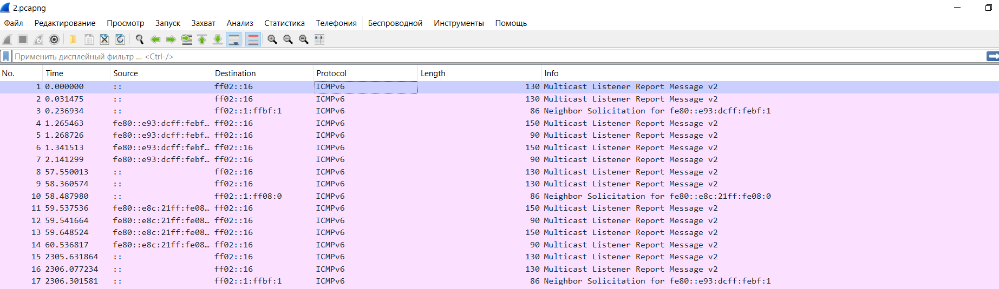 2.pcapng
Файл Редактирование Просмотр Запуск Захват Анализ Статистика Телефония Беспроводной Инструменты Помощь
Применить дисплейный фильтр ... <Ctrl-/>
No. Time Source Destination Protocol Length Info
1 0.000000 :: ff02::16 ICMPv6 130 Multicast Listener Report Message v2
2 0.031475 :: ff02::16 ICMPv6 130 Multicast Listener Report Message v2
3 0.236934 :: ff02::1:ffbf:1 ICMPv6 86 Neighbor Solicitation for fe80::e93:dcff:febf:1
4 1.265463 fe80::e93:dcff:febf… ff02::16 ICMPv6 150 Multicast Listener Report Message v2
5 1.268726 fe80::e93:dcff:febf… ff02::16 ICMPv6 90 Multicast Listener Report Message v2
6 1.341513 fe80::e93:dcff:febf… ff02::16 ICMPv6 150 Multicast Listener Report Message v2
7 2.141299 fe80::e93:dcff:febf… ff02::16 ICMPv6 90 Multicast Listener Report Message v2
8 57.550013 :: ff02::16 ICMPv6 130 Multicast Listener Report Message v2
9 58.360574 :: ff02::16 ICMPv6 130 Multicast Listener Report Message v2
10 58.487980 :: ff02::1:ff08:0 ICMPv6 86 Neighbor Solicitation for fe80::e8c:21ff:fe08:0
11 59.537536 fe80::e8c:21ff:fe08… ff02::16 ICMPv6 150 Multicast Listener Report Message v2
12 59.541664 fe80::e8c:21ff:fe08… ff02::16 ICMPv6 90 Multicast Listener Report Message v2
13 59.648524 fe80::e8c:21ff:fe08… ff02::16 ICMPv6 150 Multicast Listener Report Message v2
14 60.536817 fe80::e8c:21ff:fe08… ff02::16 ICMPv6 90 Multicast Listener Report Message v2
15 2305.631864 :: ff02::16 ICMPv6 130 Multicast Listener Report Message v2
16 2306.077234 :: ff02::16 ICMPv6 130 Multicast Listener Report Message v2
17 2306.301581 :: ff02::1:ffbf:1 ICMPv6 86 Neighbor Solicitation for fe80::e93:dcff:febf:1